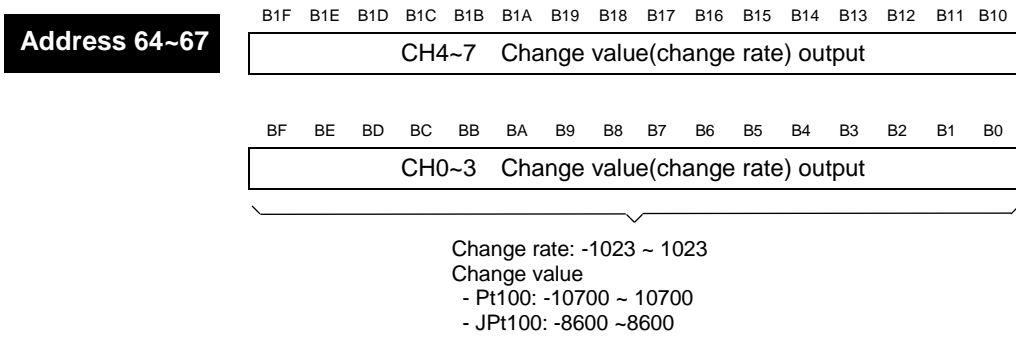 Address 64~67
B1F B1E B1D B1C B1B B1A B19 B18 B17 B16 B15 B14 B13 B12 B11 B10
CH4~7 Change value(change rate) output
BF BE BD BC BB BA B9 B8 B7 B6 B5 B4 B3 B2 B1 B0
CH0~3 Change value(change rate) output
Change rate: -1023 ~ 1023
Change value
- Pt100: -10700 ~ 10700
- JPt100: -8600 ~8600